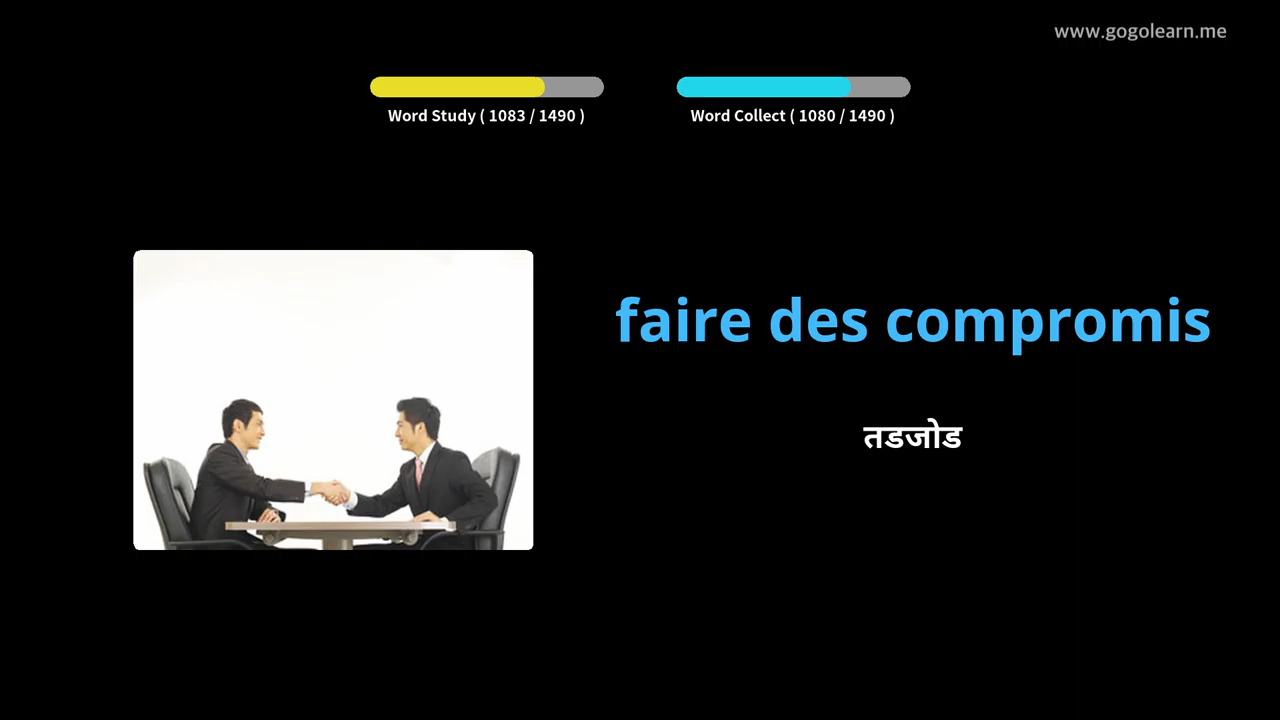 www.gogolearn.me
Word Study ( 1083 / 1490 )
Word Collect ( 1080 / 1490 )
faire des compromis
तडजोड